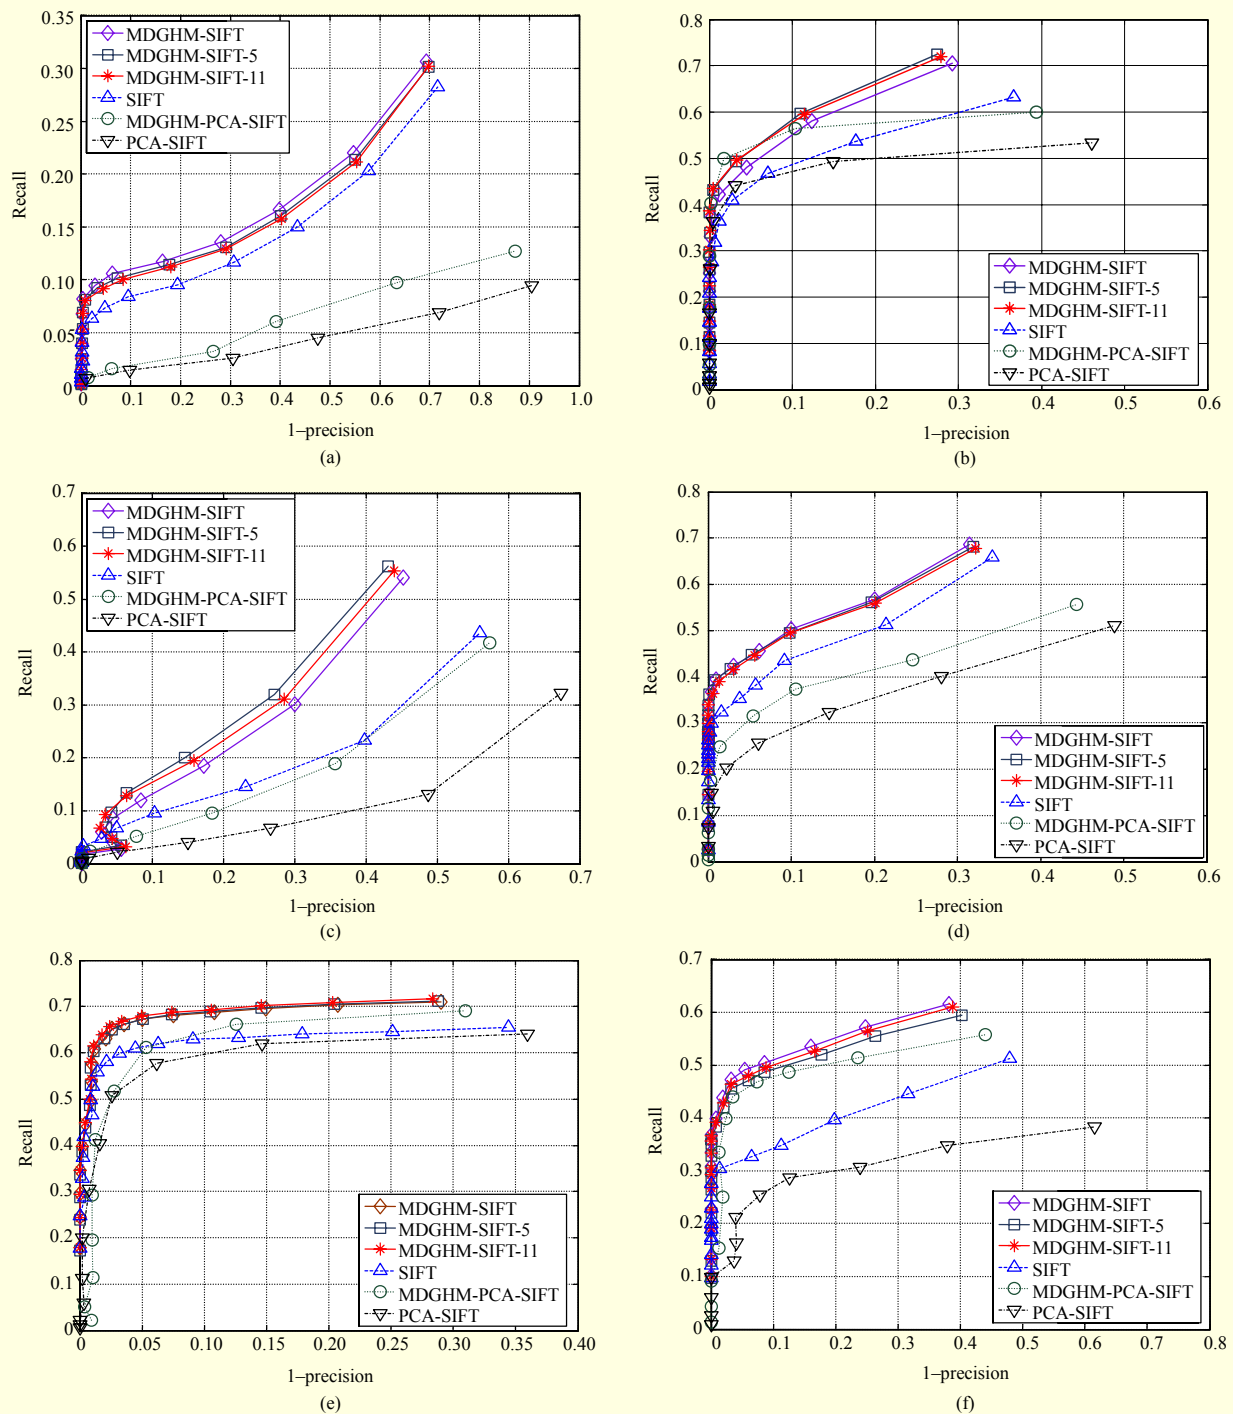 0.35
0.30
0.25
0.20
0.15
0.10
0.05
0
Recall
MDGHM-SIFT
MDGHM-SIFT-5
MDGHM-SIFT-11
SIFT
MDGHM-PCA-SIFT
PCA-SIFT
0 0.1 0.2 0.3 0.4 0.5 0.6 0.7 0.8 0.9 1.0
1–precision
(a)
0.8
0.7
0.6
0.5
0.4
0.3
0.2
0.1
0
Recall
MDGHM-SIFT
MDGHM-SIFT-5
MDGHM-SIFT-11
SIFT
MDGHM-PCA-SIFT
PCA-SIFT
0 0.1 0.2 0.3 0.4 0.5 0.6
1–precision
(b)
0.7
0.6
0.5
0.4
0.3
0.2
0.1
0.0
Recall
MDGHM-SIFT
MDGHM-SIFT-5
MDGHM-SIFT-11
SIFT
MDGHM-PCA-SIFT
PCA-SIFT
0 0.1 0.2 0.3 0.4 0.5 0.6 0.7
1–precision
(c)
0.8
0.7
0.6
0.5
0.4
0.3
0.2
0.1
0
Recall
MDGHM-SIFT
MDGHM-SIFT-5
MDGHM-SIFT-11
SIFT
MDGHM-PCA-SIFT
PCA-SIFT
0 0.1 0.2 0.3 0.4 0.5 0.6
1–precision
(d)
0.8
0.7
0.6
0.5
0.4
0.3
0.2
0.1
0
Recall
MDGHM-SIFT
MDGHM-SIFT-5
MDGHM-SIFT-11
SIFT
MDGHM-PCA-SIFT
PCA-SIFT
0 0.05 0.10 0.15 0.20 0.25 0.30 0.35 0.40
1–precision
(e)
0.7
0.6
0.5
0.4
0.3
0.2
0.1
0
Recall
MDGHM-SIFT
MDGHM-SIFT-5
MDGHM-SIFT-11
SIFT
MDGHM-PCA-SIFT
PCA-SIFT
0 0.1 0.2 0.3 0.4 0.5 0.6 0.7 0.8
1–precision
(f)